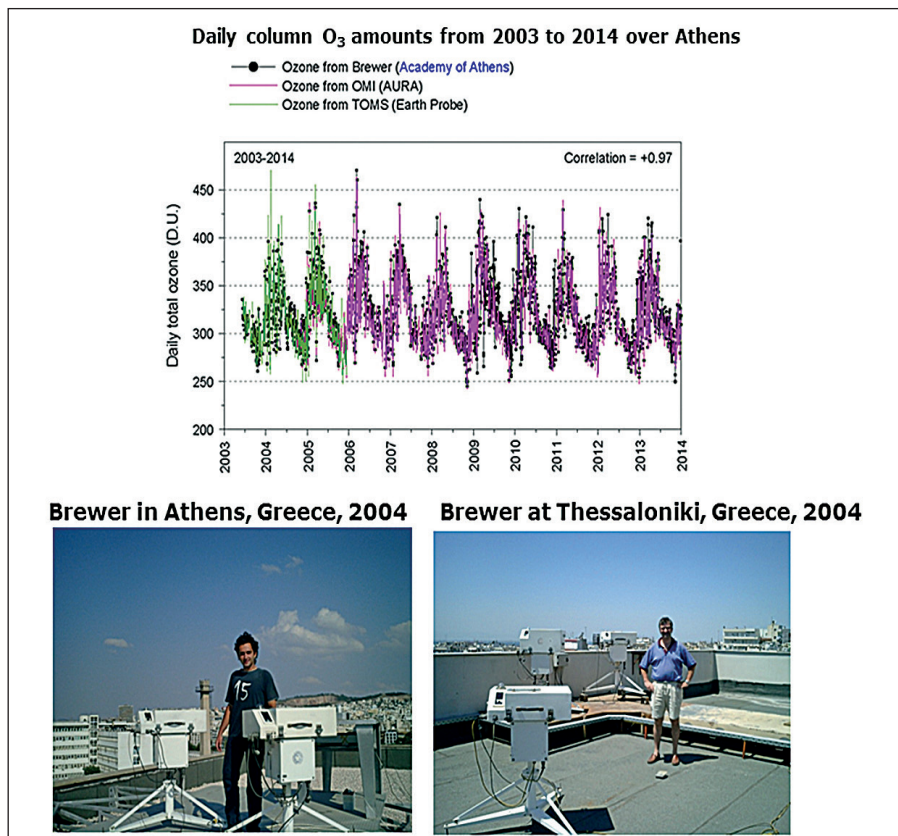 Daily column O₃ amounts from 2003 to 2014 over Athens
Ozone from Brewer (Academy of Athens)
Ozone from OMI (AURA)
Ozone from TOMS (Earth Probe)
2003-2014 Correlation = +0.97
Daily total ozone (D.U.)
450
400
350
300
250
200
2003 2004 2005 2006 2007 2008 2009 2010 2011 2012 2013 2014
Brewer in Athens, Greece, 2004 Brewer at Thessaloniki, Greece, 2004
15